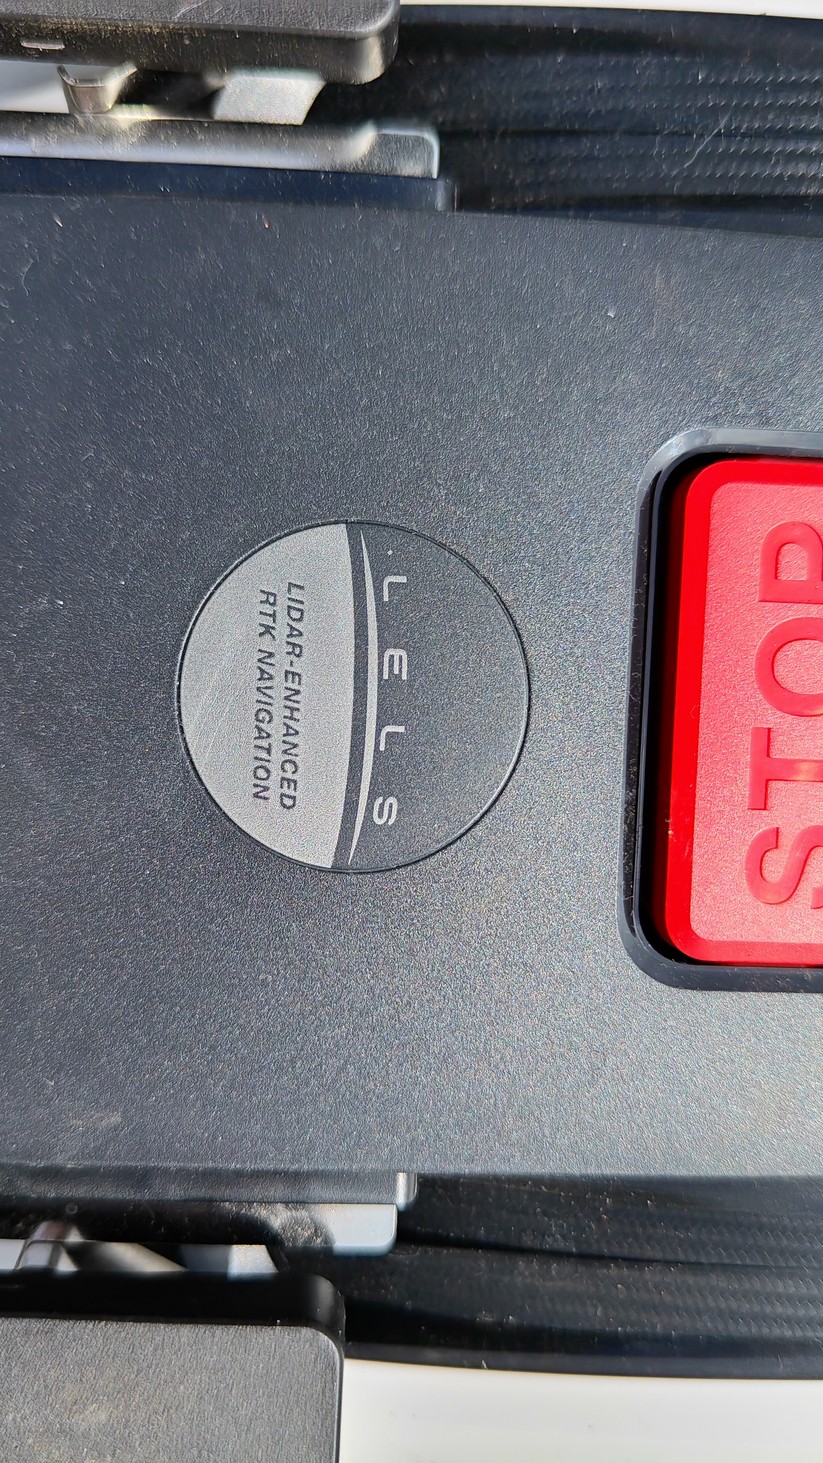 LELS
LIDAR-ENHANCED
RTK NAVIGATION
STOP